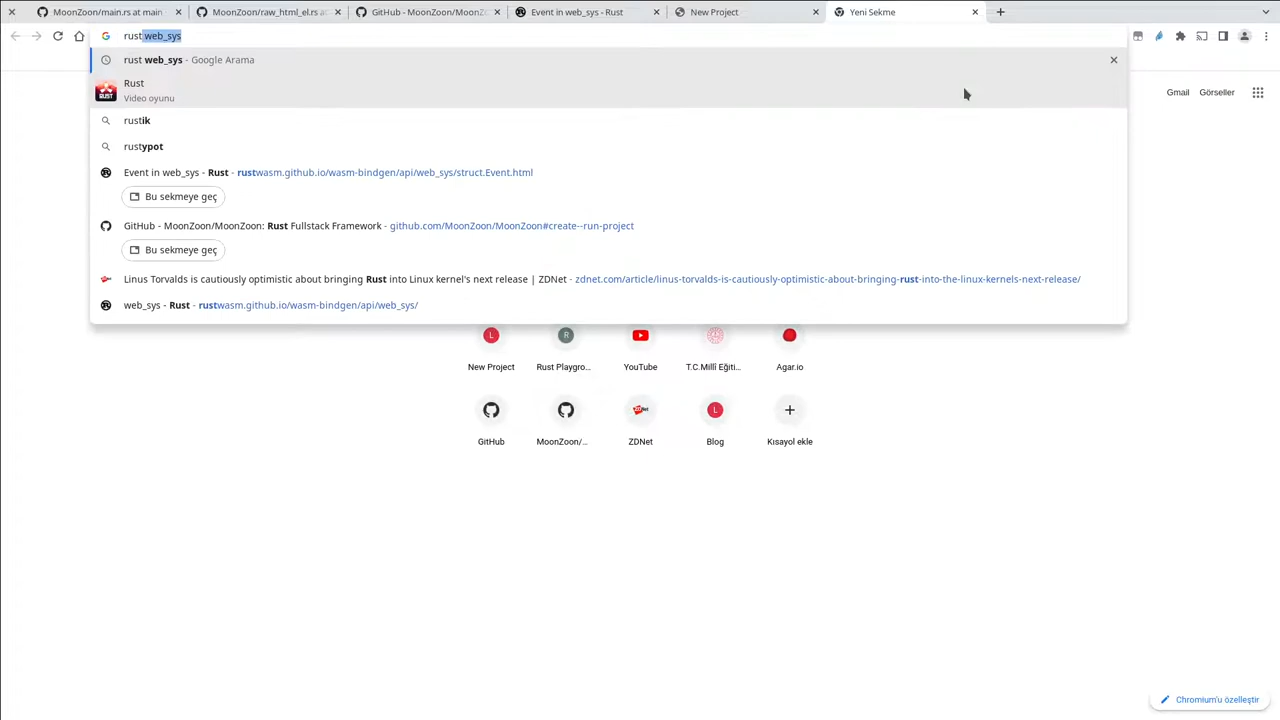 MoonZoon/main.rs at main
MoonZoon/raw_html_el.rs at
GitHub - MoonZoon/MoonZ
Event in web_sys - Rust
New Project
Yeni Sekme
rust web_sys
rust web_sys - Google Arama
Rust
Video oyunu
rustik
rustypot
Event in web_sys - Rust - rustwasm.github.io/wasm-bindgen/api/web_sys/struct.Event.html
Bu sekmeye geç
GitHub - MoonZoon/MoonZoon: Rust Fullstack Framework - github.com/MoonZoon/MoonZoon#create--run-project
Bu sekmeye geç
Linus Torvalds is cautiously optimistic about bringing Rust into Linux kernel's next release | ZDNet - zdnet.com/article/linus-torvalds-is-cautiously-optimistic-about-bringing-rust-into-the-linux-kernels-next-release/
web_sys - Rust - rustwasm.github.io/wasm-bindgen/api/web_sys/
Gmail Görseller
New Project Rust Playgro... YouTube T.C.Millî Eğiti... Agar.io
GitHub MoonZoon/... ZDNet Blog Kısayol ekle
Chromium'u özelleştir